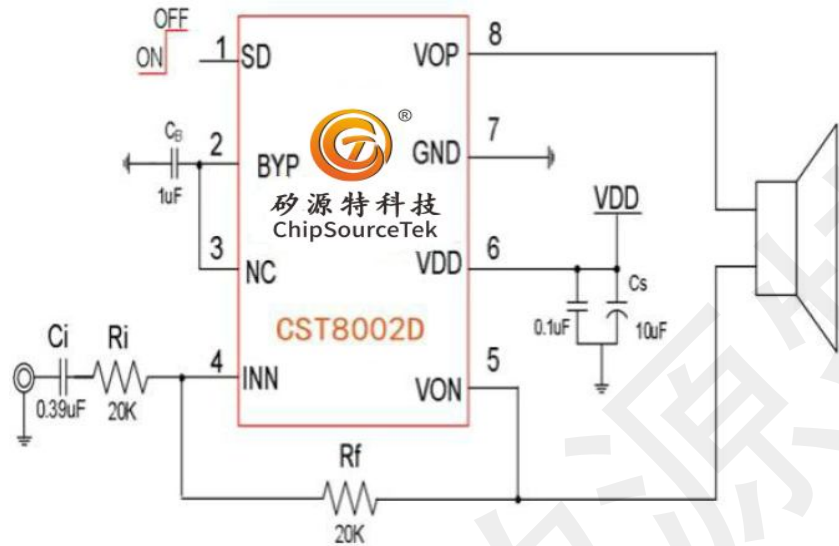 OFF
ON
1 SD
VOP 8
®
CB
1uF
2 BYP
GND 7
矽源特科技
ChipSourceTek
VDD
3 NC
VDD 6
Cs
0.1uF
10uF
CST8002D
Ci Ri
0.39uF 20K
4 INN
VON 5
Rf
20K
源特